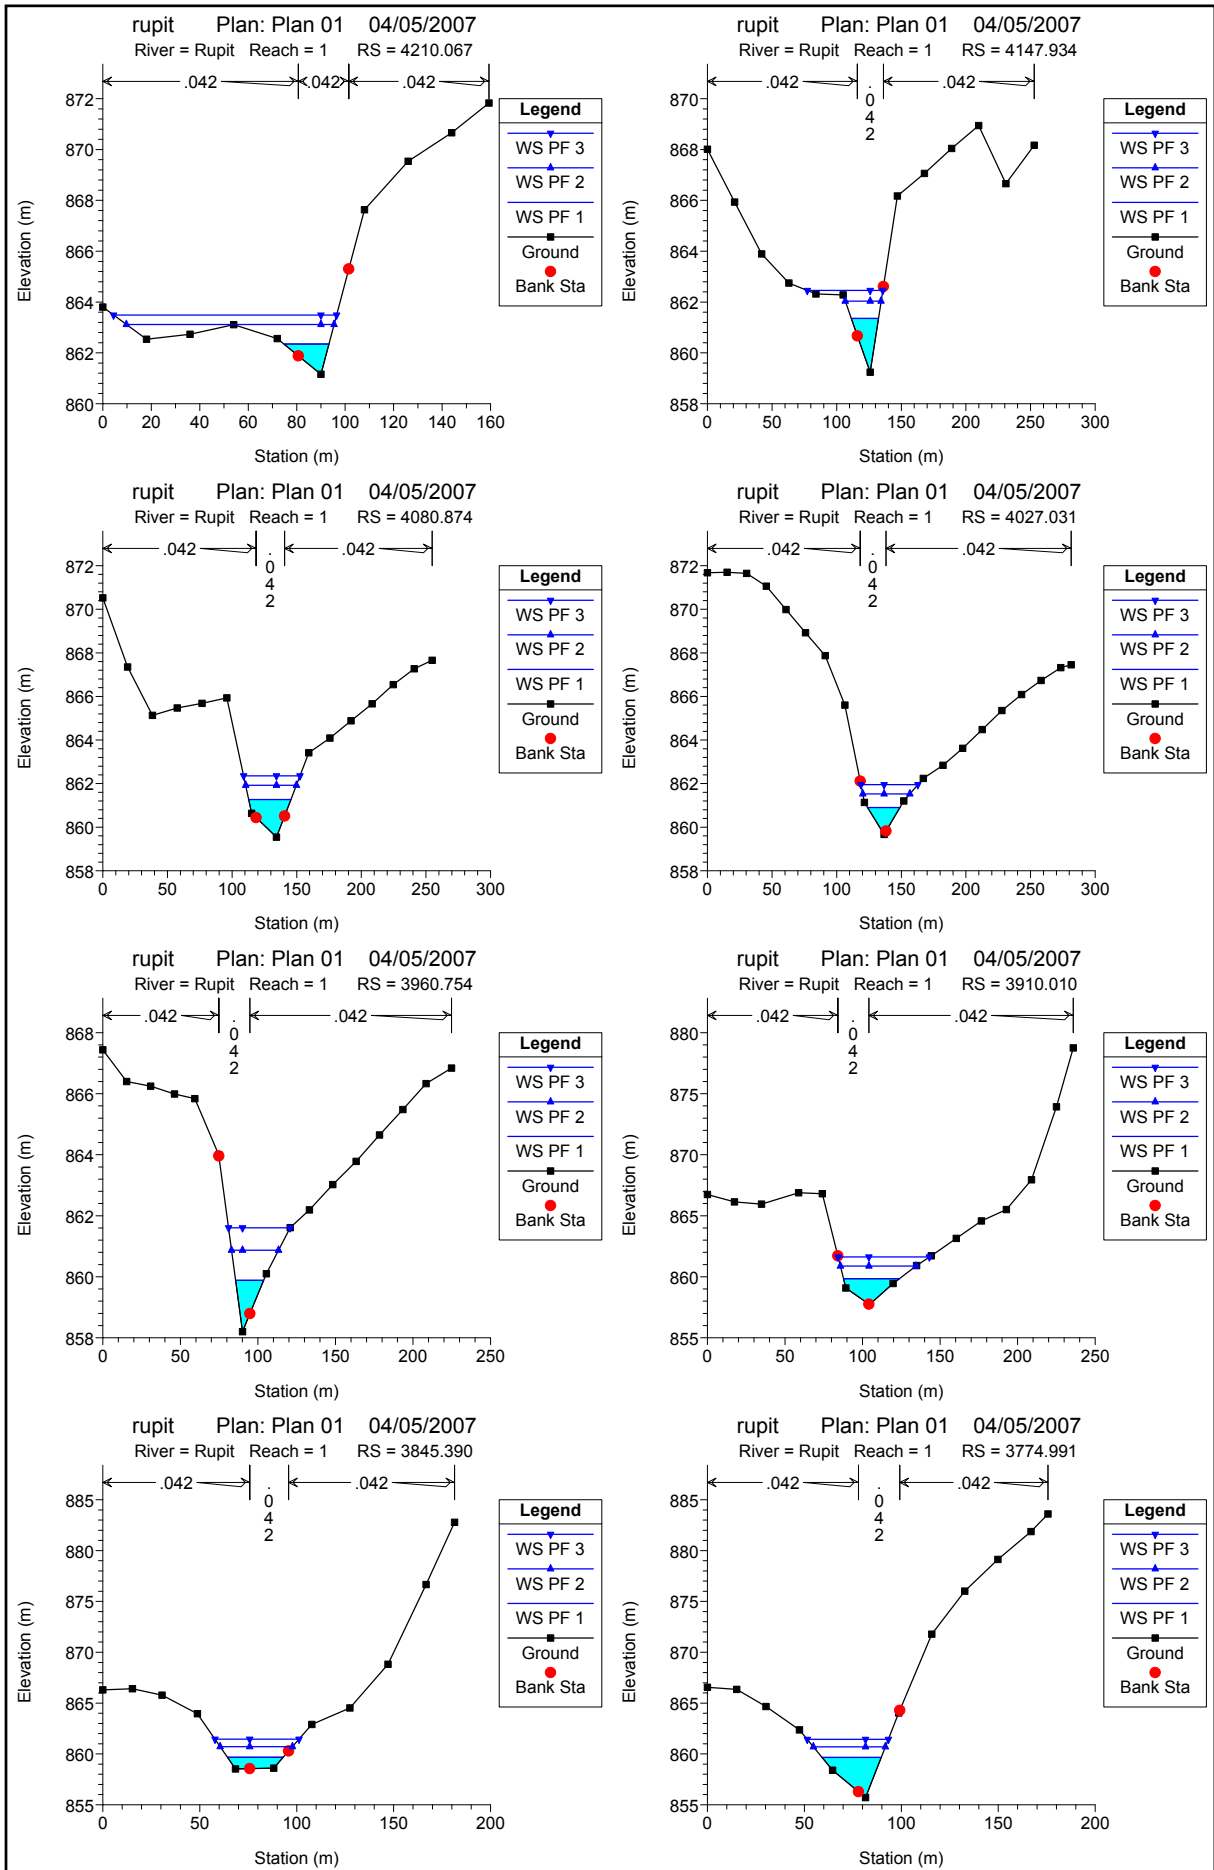 rupit Plan: Plan 01 04/05/2007
River = Rupit Reach = 1 RS = 4210.067
.042 .042 .042
872
870
868
866
864
862
860
0 20 40 60 80 100 120 140 160
Station (m)
Elevation (m)
Legend
WS PF 3
WS PF 2
WS PF 1
Ground
Bank Sta
rupit Plan: Plan 01 04/05/2007
River = Rupit Reach = 1 RS = 4147.934
.042 .042 .042
870
868
866
864
862
860
858
0 50 100 150 200 250 300
Station (m)
Elevation (m)
Legend
WS PF 3
WS PF 2
WS PF 1
Ground
Bank Sta
rupit Plan: Plan 01 04/05/2007
River = Rupit Reach = 1 RS = 4080.874
.042 .042 .042
872
870
868
866
864
862
860
858
0 50 100 150 200 250 300
Station (m)
Elevation (m)
Legend
WS PF 3
WS PF 2
WS PF 1
Ground
Bank Sta
rupit Plan: Plan 01 04/05/2007
River = Rupit Reach = 1 RS = 4027.031
.042 .042 .042
872
870
868
866
864
862
860
858
0 50 100 150 200 250 300
Station (m)
Elevation (m)
Legend
WS PF 3
WS PF 2
WS PF 1
Ground
Bank Sta
rupit Plan: Plan 01 04/05/2007
River = Rupit Reach = 1 RS = 3960.754
.042 .042 .042
868
866
864
862
860
858
0 50 100 150 200 250
Station (m)
Elevation (m)
Legend
WS PF 3
WS PF 2
WS PF 1
Ground
Bank Sta
rupit Plan: Plan 01 04/05/2007
River = Rupit Reach = 1 RS = 3910.010
.042 .042 .042
880
875
870
865
860
855
0 50 100 150 200 250
Station (m)
Elevation (m)
Legend
WS PF 3
WS PF 2
WS PF 1
Ground
Bank Sta
rupit Plan: Plan 01 04/05/2007
River = Rupit Reach = 1 RS = 3845.390
.042 .042 .042
885
880
875
870
865
860
855
0 50 100 150 200
Station (m)
Elevation (m)
Legend
WS PF 3
WS PF 2
WS PF 1
Ground
Bank Sta
rupit Plan: Plan 01 04/05/2007
River = Rupit Reach = 1 RS = 3774.991
.042 .042 .042
885
880
875
870
865
860
855
0 50 100 150 200
Station (m)
Elevation (m)
Legend
WS PF 3
WS PF 2
WS PF 1
Ground
Bank Sta